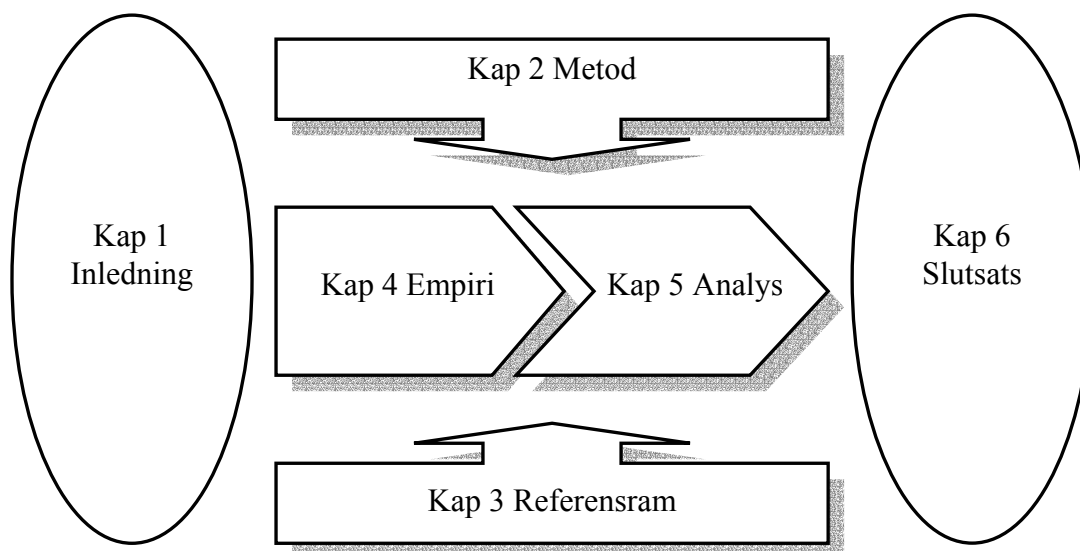 Kap 1
Inledning
Kap 2 Metod
Kap 4 Empiri
Kap 5 Analys
Kap 3 Referensram
Kap 6
Slutsats